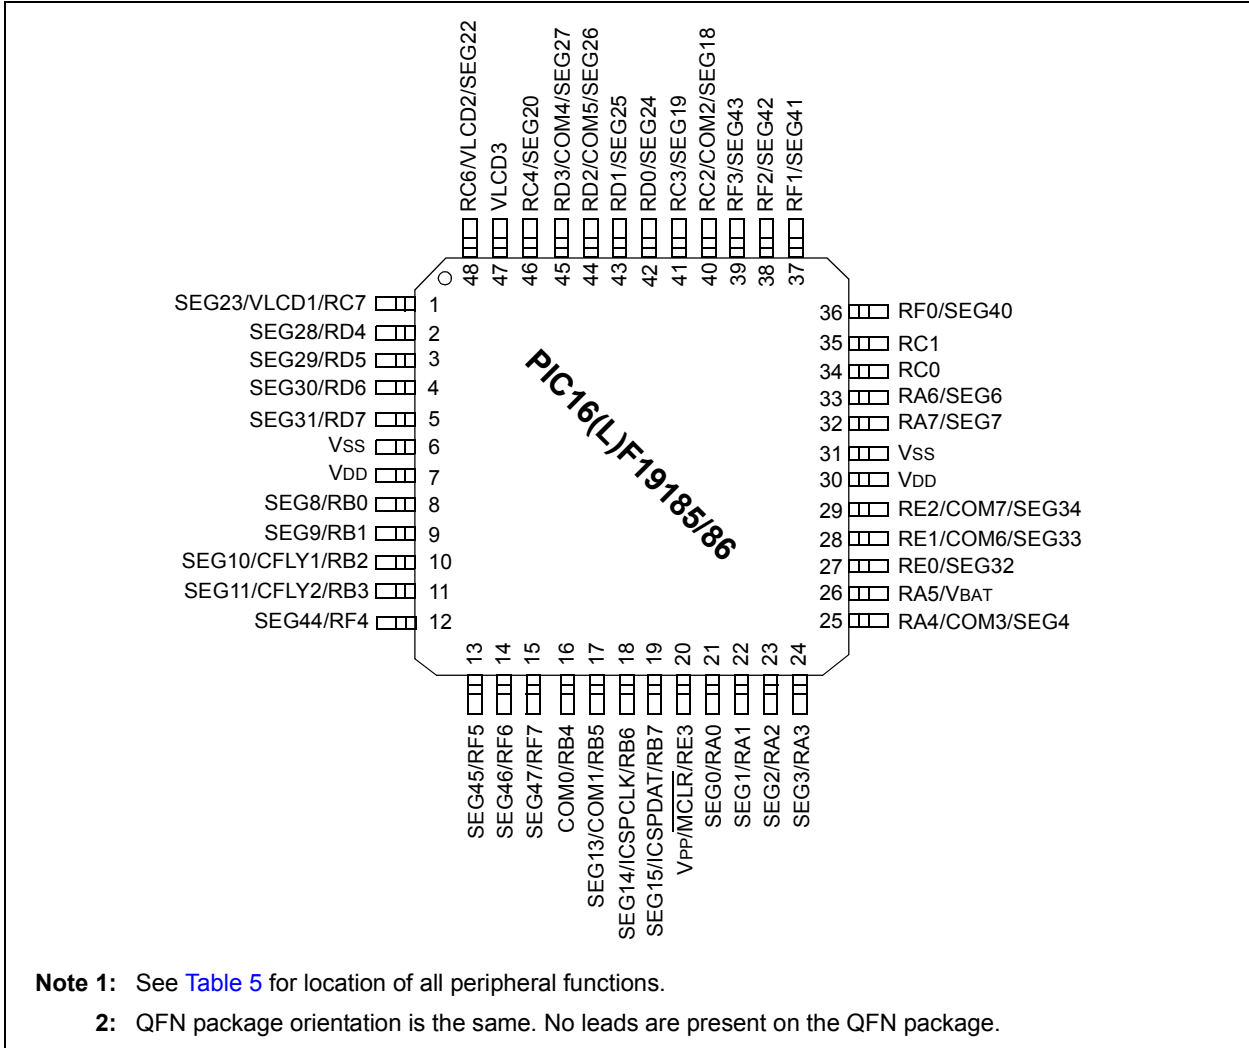 RC6/VLCD2/SEG22
VLCD3
RC4/SEG20
RD3/COM4/SEG27
RD2/COM5/SEG26
RD1/SEG25
RD0/SEG24
RC3/SEG19
RC2/COM2/SEG18
RF3/SEG43
RF2/SEG42
RF1/SEG41
48 47 46 45 44 43 42 41 40 39 38 37
SEG23/VLCD1/RC7 1
SEG28/RD4 2
SEG29/RD5 3
SEG30/RD6 4
SEG31/RD7 5
VSS 6
VDD 7
SEG8/RB0 8
SEG9/RB1 9
SEG10/CFLY1/RB2 10
SEG11/CFLY2/RB3 11
SEG44/RF4 12
PIC16(L)F19185/86
36 RF0/SEG40
35 RC1
34 RC0
33 RA6/SEG6
32 RA7/SEG7
31 VSS
30 VDD
29 RE2/COM7/SEG34
28 RE1/COM6/SEG33
27 RE0/SEG32
26 RA5/VBAT
25 RA4/COM3/SEG4
13 14 15 16 17 18 19 20 21 22 23 24
SEG45/RF5
SEG46/RF6
SEG47/RF7
COM0/RB4
SEG13/COM1/RB5
SEG14/ICSPCLK/RB6
SEG15/ICSPDAT/RB7
VPP/MCLR/RE3
SEG0/RA0
SEG1/RA1
SEG2/RA2
SEG3/RA3
Note 1: See Table 5 for location of all peripheral functions.
2: QFN package orientation is the same. No leads are present on the QFN package.